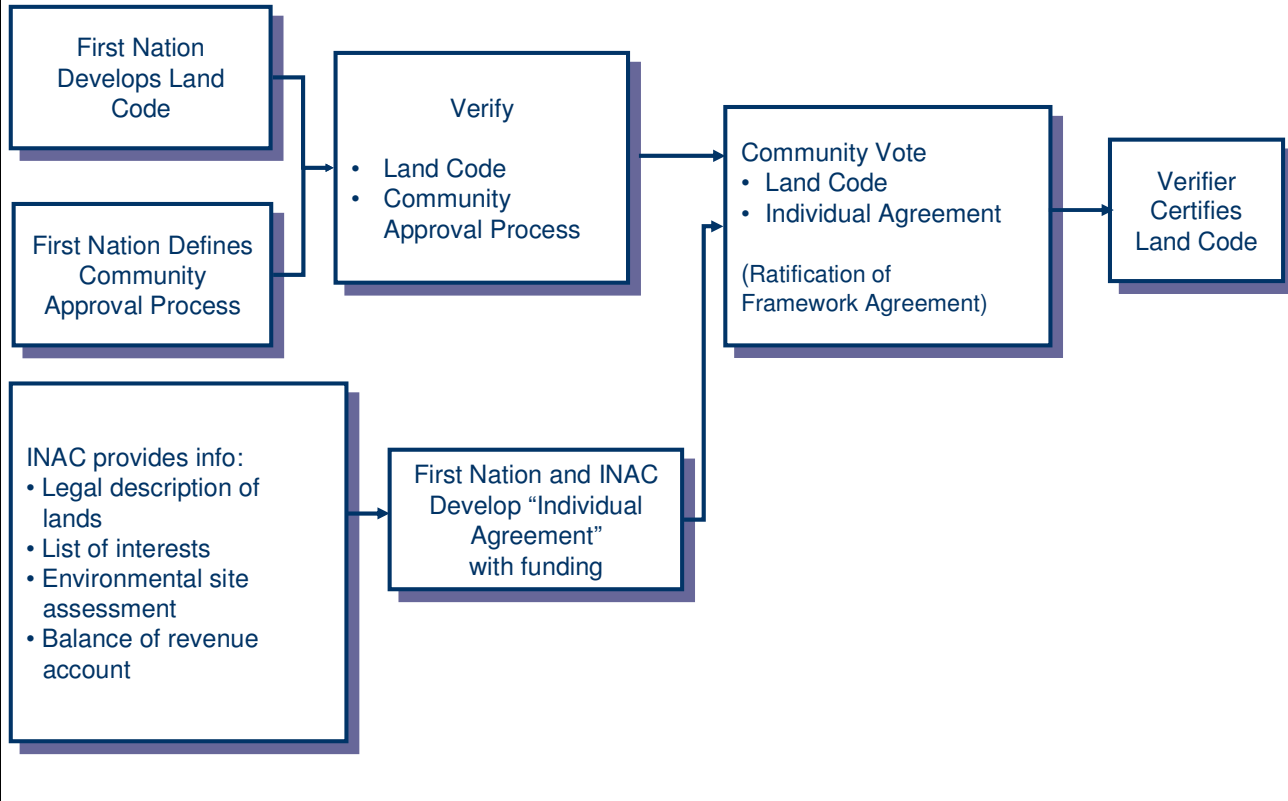 First Nation
Develops Land
Code
First Nation Defines
Community
Approval Process
Verify
• Land Code
• Community
Approval Process
Community Vote
• Land Code
• Individual Agreement
(Ratification of
Framework Agreement)
Verifier
Certifies
Land Code
INAC provides info:
• Legal description of
lands
• List of interests
• Environmental site
assessment
• Balance of revenue
account
First Nation and INAC
Develop “Individual
Agreement”
with funding